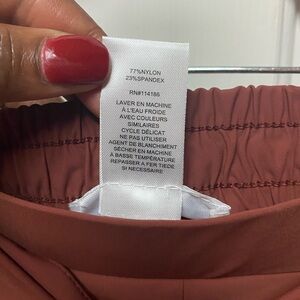 77%NYLON
23%SPANDEX
RN#114186
LAVER EN MACHINE
À L'EAU FROIDE
AVEC COULEURS
SIMILAIRES
CYCLE DÉLICAT
NE PAS UTILISER
AGENT DE BLANCHIMENT
SÉCHER EN MACHINE
À BASSE TEMPÉRATURE
REPASSER A FER TIEDE
SI NÉCESSAIRE